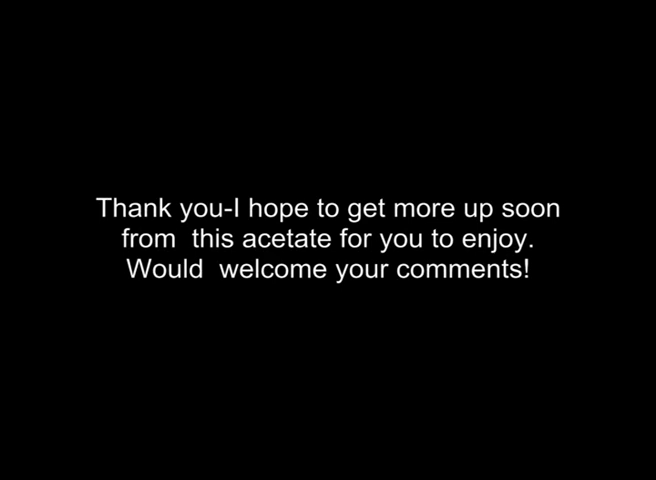 Thank you-I hope to get more up soon
from  this acetate for you to enjoy.
Would  welcome your comments!